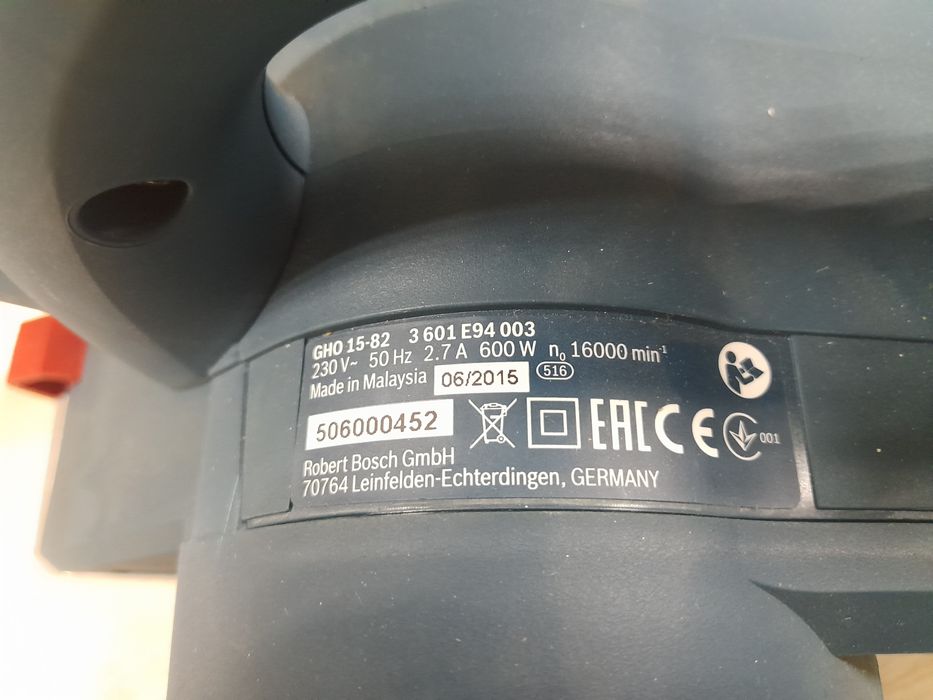 GHO 15-82 3 601 E94 003
230 V~ 50 Hz 2.7 A 600 W n₀ 16000 min⁻¹
Made in Malaysia 06/2015 516
506000452 EAC CE 001
Robert Bosch GmbH
70764 Leinfelden-Echterdingen, GERMANY